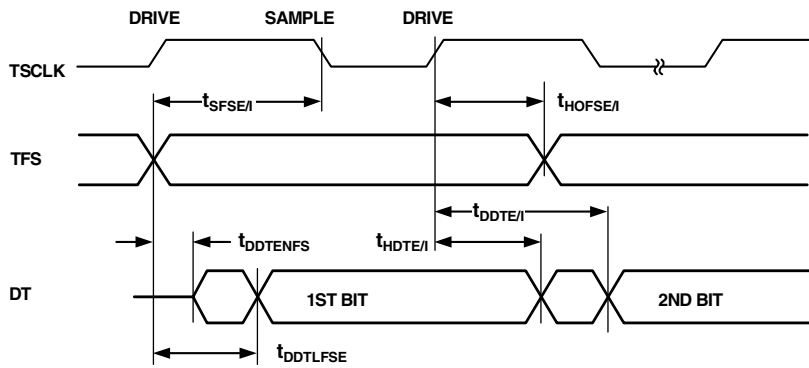 DRIVE SAMPLE DRIVE
TSCLK
tSFSE/I tHOFSE/I
TFS
tDDTE/I
tDDTENFS tHDTE/I
DT 1ST BIT 2ND BIT
tDDTLFSE